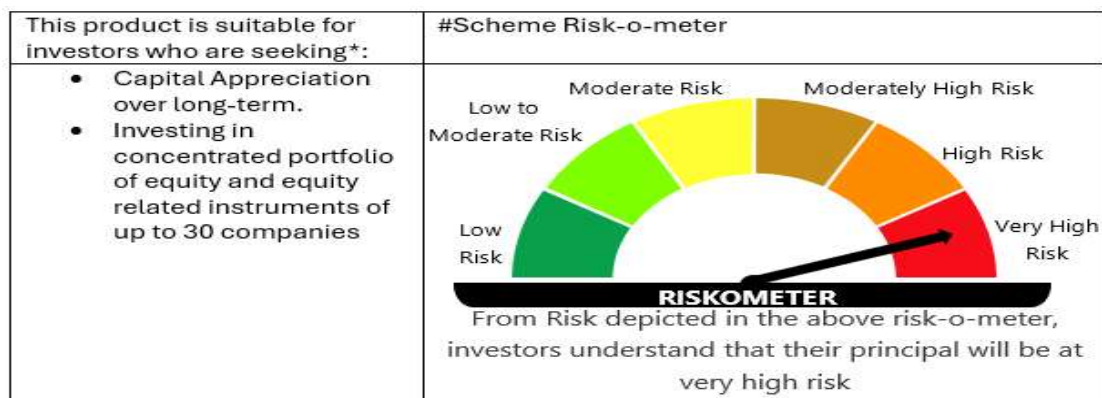 This product is suitable for
investors who are seeking*:
#Scheme Risk-o-meter
• Capital Appreciation
over long-term.
• Investing in
concentrated portfolio
of equity and equity
related instruments of
up to 30 companies
Moderate Risk
Moderately High Risk
Low to
Moderate Risk
High Risk
Low
Risk
Very High
Risk
RISKOMETER
From Risk depicted in the above risk-o-meter,
investors understand that their principal will be at
very high risk